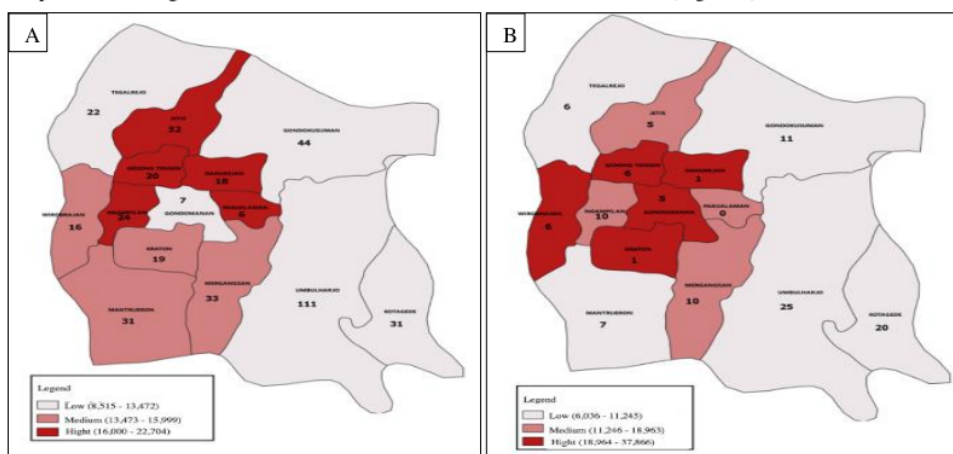 A
TEGALREJO
22
JETIS
32
GONDOKUSUMAN
44
GEDONG TENGEN
20
DANUREJAN
18
7
GONDOMANAN
PAKUALAMAN
6
WIROBRAJAN
16
NGAMPILAN
24
KRATON
19
MERGANGSAN
33
MANTRIJERON
31
UMBULHARJO
111
KOTAGEDE
31
Legend
Low (8,515 - 13,472)
Medium (13,473 - 15,999)
Hight (16,000 - 22,704)
B
TEGALREJO
6
JETIS
5
GONDOKUSUMAN
11
GEDONG TENGEN
6
DANUREJAN
1
5
GONDOMANAN
PAKUALAMAN
0
WIROBRAJAN
6
NGAMPILAN
10
KRATON
1
MERGANGSAN
10
MANTRIJERON
7
UMBULHARJO
25
KOTAGEDE
20
Legend
Low (6,036 - 11,245)
Medium (11,246 - 18,963)
Hight (18,964 - 37,866)